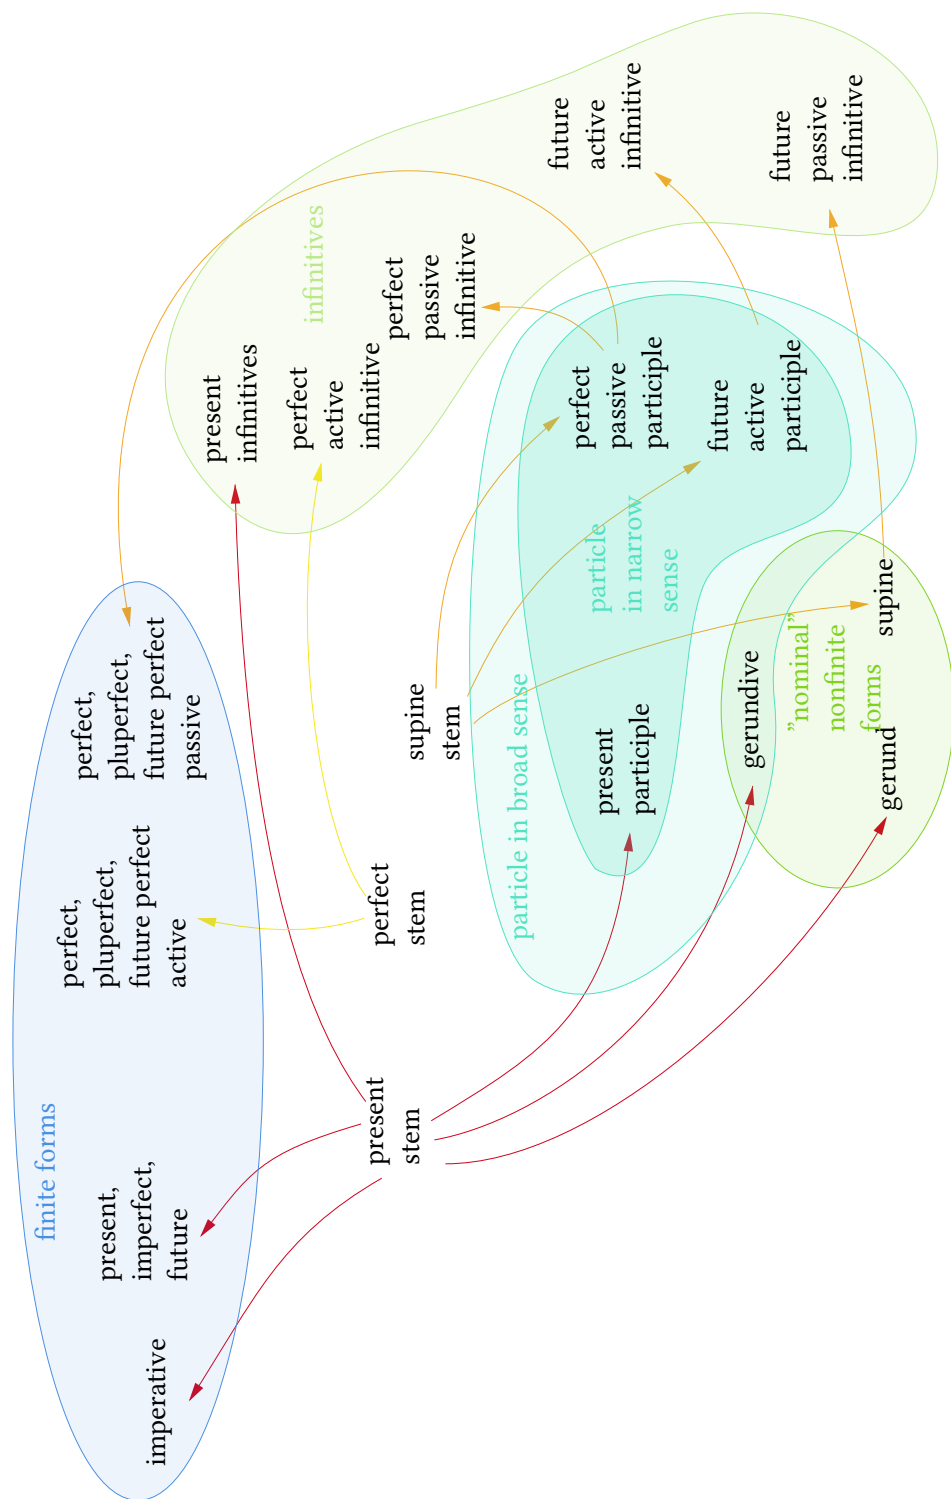 finite forms
imperative
present,
imperfect,
future
perfect,
pluperfect,
future perfect
active
perfect,
pluperfect,
future perfect
passive
present
infinitives
infinitives
perfect
active
infinitive
perfect
passive
infinitive
future
active
infinitive
future
passive
infinitive
present
stem
perfect
stem
supine
stem
particle in broad sense
particle
in narrow
sense
present
participle
perfect
passive
participle
future
active
participle
gerundive
”nominal”
nonfinite
forms
gerund
supine